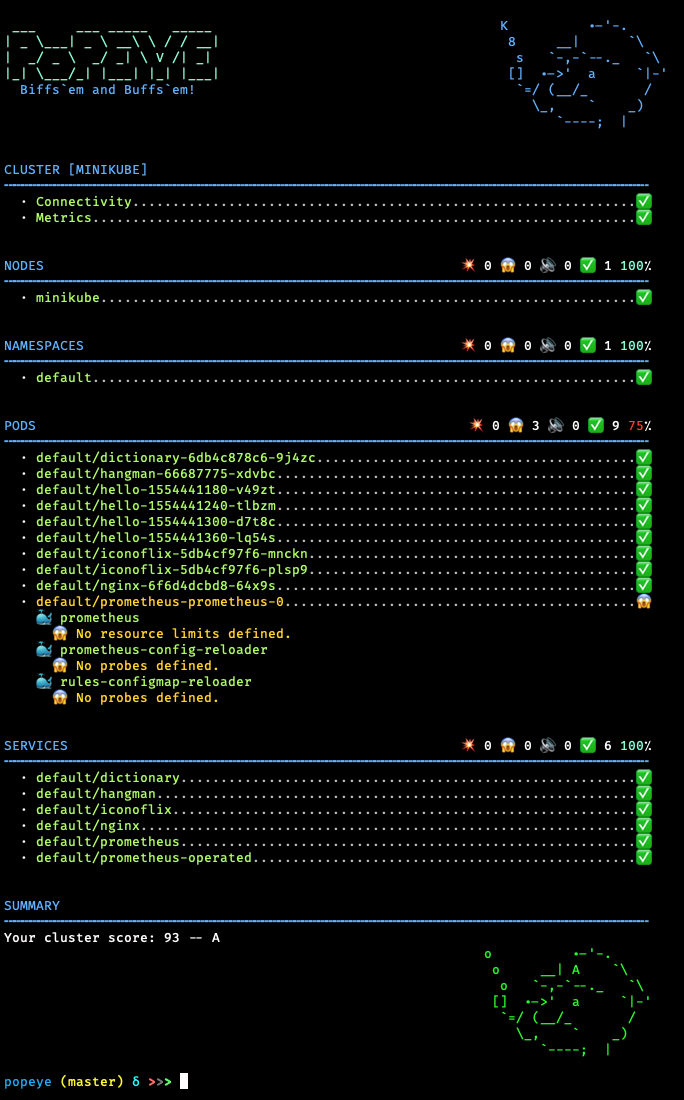 ___      ___ _____   _____                       K          .-'-.
| _ \___| _ \ __\ \ / / __|                       8     __|      `\
|  _/ _ \  _/ _| \ V /| _|                         s   `-,-`--._   `\
|_| \___/_| |___| |_| |___|                       []  .->'  a     `|-'
  Biffs`em and Buffs`em!                           `=/ (__/_       /
                                                     \_,    `    _)
                                                        `----;  |
CLUSTER [MINIKUBE]
· Connectivity...............................................................✅
· Metrics....................................................................✅
NODES 💥 0 😱 0 🔊 0 ✅ 1 100%
· minikube...................................................................✅
NAMESPACES 💥 0 😱 0 🔊 0 ✅ 1 100%
· default....................................................................✅
PODS 💥 0 😱 3 🔊 0 ✅ 9 75%
· default/dictionary-6db4c878c6-9j4zc........................................✅
· default/hangman-66687775-xdvbc.............................................✅
· default/hello-1554441180-v49zt.............................................✅
· default/hello-1554441240-tlbzm.............................................✅
· default/hello-1554441300-d7t8c.............................................✅
· default/hello-1554441360-lq54s.............................................✅
· default/iconoflix-5db4cf97f6-mnckn.........................................✅
· default/iconoflix-5db4cf97f6-plsp9.........................................✅
· default/nginx-6f6d4dcbd8-64x9s.............................................✅
· default/prometheus-prometheus-0............................................😱
🐳 prometheus
😱 No resource limits defined.
🐳 prometheus-config-reloader
😱 No probes defined.
🐳 rules-configmap-reloader
😱 No probes defined.
SERVICES 💥 0 😱 0 🔊 0 ✅ 6 100%
· default/dictionary.........................................................✅
· default/hangman............................................................✅
· default/iconoflix..........................................................✅
· default/nginx..............................................................✅
· default/prometheus.........................................................✅
· default/prometheus-operated................................................✅
SUMMARY
Your cluster score: 93 -- A
o          .-'-.
 o     __| A    `\
  o   `-,-`--._   `\
[]  .->'  a     `|-'
 `=/ (__/_       /
   \_,    `    _)
      `----;  |
popeye (master) δ >>>